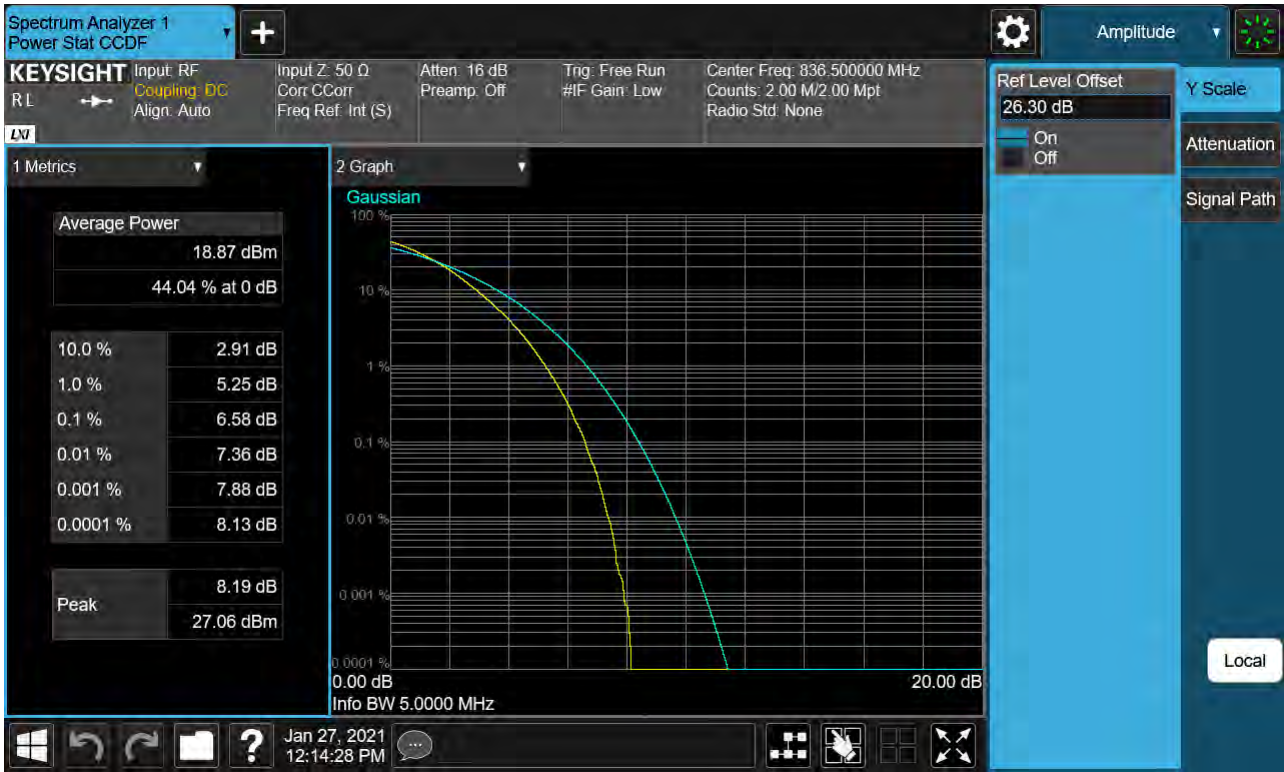 Spectrum Analyzer 1
Power Stat CCDF
Amplitude
KEYSIGHT
RL
LXI
Input: RF
Coupling: DC
Align: Auto
Input Z: 50 Ω
Corr CCorr
Freq Ref: Int (S)
Atten: 16 dB
Preamp: Off
Trig: Free Run
#IF Gain: Low
Center Freq: 836.500000 MHz
Counts: 2.00 M/2.00 Mpt
Radio Std: None
Ref Level Offset
26.30 dB
On
Off
Y Scale
Attenuation
Signal Path
1 Metrics
Average Power
18.87 dBm
44.04 % at 0 dB
10.0 % 2.91 dB
1.0 % 5.25 dB
0.1 % 6.58 dB
0.01 % 7.36 dB
0.001 % 7.88 dB
0.0001 % 8.13 dB
Peak 8.19 dB
27.06 dBm
2 Graph
Gaussian
100 %
10 %
1 %
0.1 %
0.01 %
0.001 %
0.0001 %
0.00 dB 20.00 dB
Info BW 5.0000 MHz
Local
Jan 27, 2021
12:14:28 PM